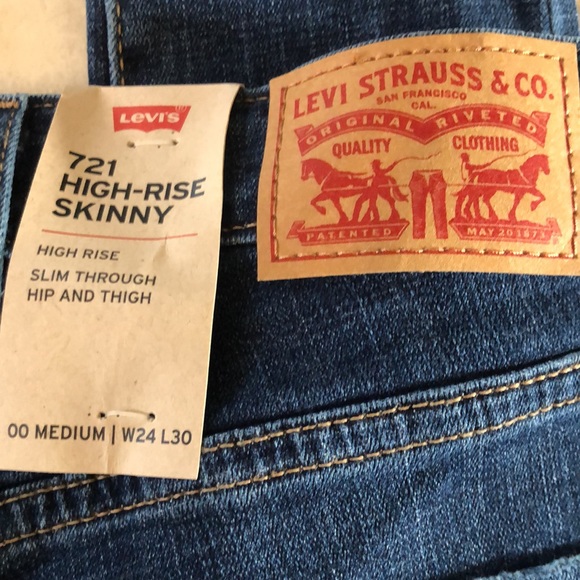 Levi's
721
HIGH-RISE
SKINNY
HIGH RISE
SLIM THROUGH
HIP AND THIGH
00 MEDIUM | W24 L30
LEVI STRAUSS & CO.
SAN FRANCISCO
CAL.
ORIGINAL RIVETED
QUALITY CLOTHING
PATENTED MAY 20 1873